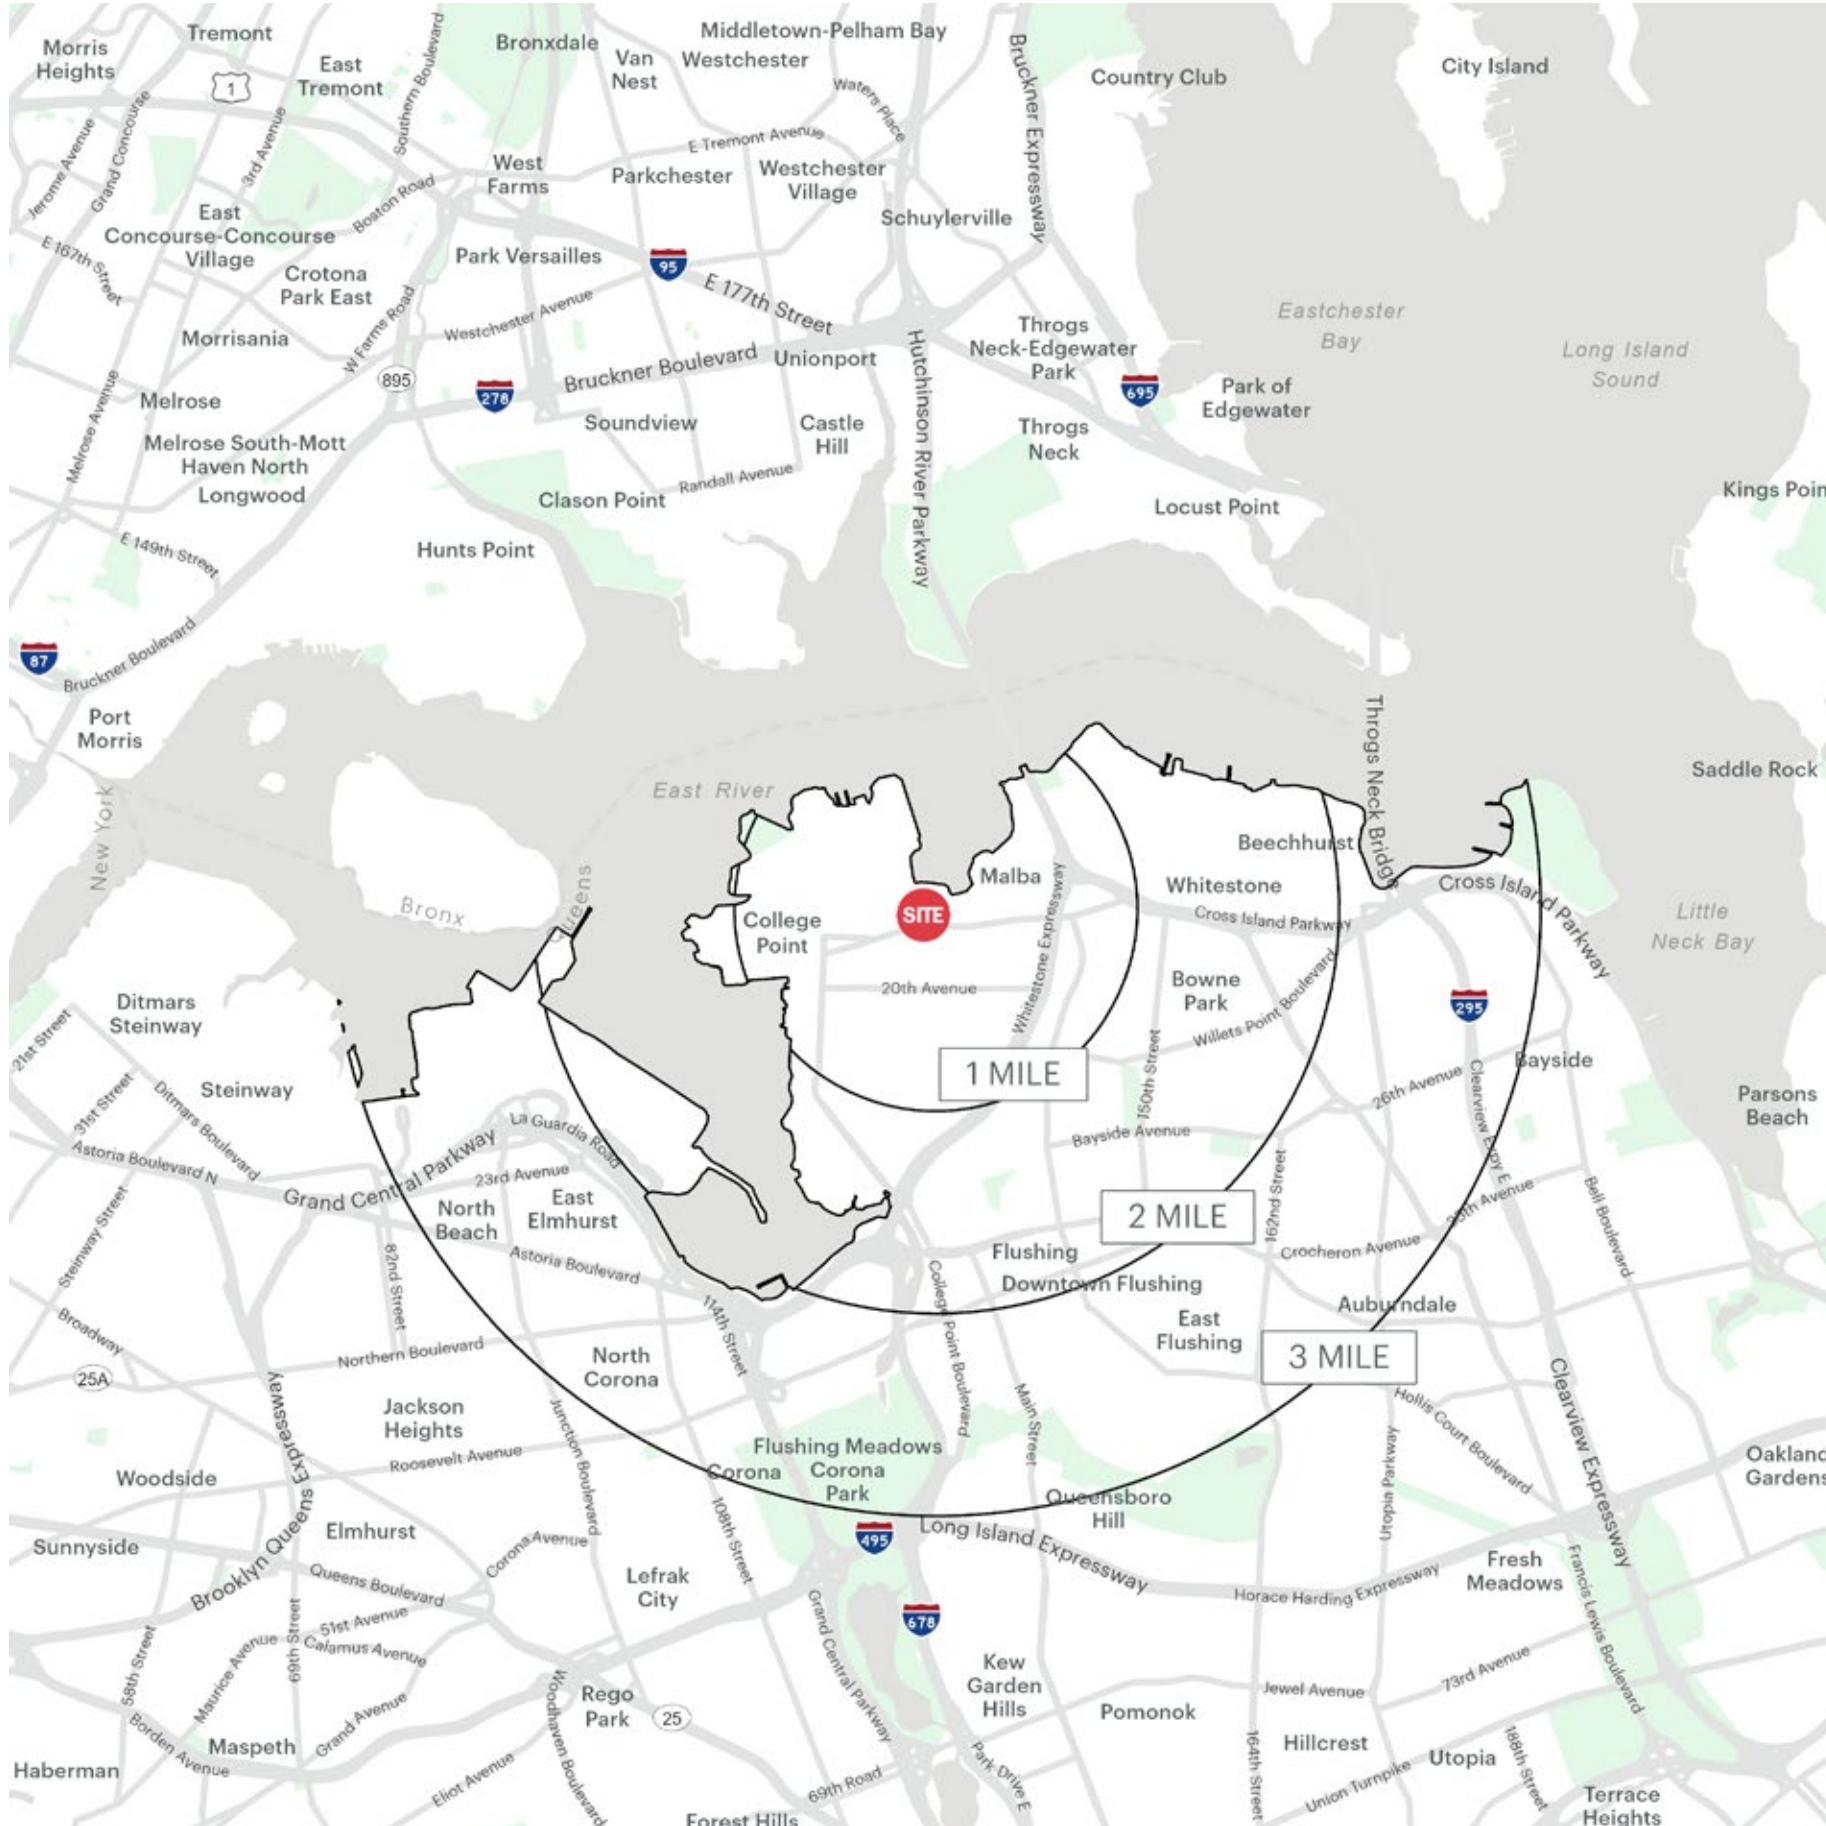 Tremont
Morris
Heights
1
East
Tremont
Southern Boulevard
Bronxdale
Van
Nest
Middletown-Pelham Bay
Westchester
Waters Place
Bruckner Expressway
Country Club
City Island
Jerome Avenue
Grand Concourse
3rd Avenue
E Tremont Avenue
West
Farms
Parkchester
Westchester
Village
Boston Road
Schuylerville
East
Concourse-Concourse
Village
E 167th Street
Crotona
Park East
Park Versailles
95
E 177th Street
Westchester Avenue
W Farms Road
Morrisania
Eastchester
Bay
Throgs
Neck-Edgewater
Park
Long Island
Sound
Hutchinson River Parkway
Bruckner Boulevard
Unionport
895
278
695
Park of
Edgewater
Melrose Avenue
Melrose
Soundview
Castle
Hill
Throgs
Neck
Melrose South-Mott
Haven North
Longwood
Randall Avenue
Clason Point
Locust Point
Kings Poin
E 149th Street
Hunts Point
87
Bruckner Boulevard
Port
Morris
Throgs Neck Bridge
Saddle Rock
East River
New York
Bronx
Queens
Beechhurst
Malba
Whitestone
Cross Island Parkway
SITE
College
Point
Cross Island Parkway
Little
Neck Bay
Whitestone Expressway
20th Avenue
Bowne
Park
Willets Point Boulevard
295
Ditmars
Steinway
21st Street
1 MILE
Bayside
Steinway
31st Street
Ditmars Boulevard
150th Street
26th Avenue
Clearview Expy E
Parsons
Beach
La Guardia Road
Bayside Avenue
Astoria Boulevard N
Grand Central Parkway
23rd Avenue
162nd Street
Bell Boulevard
North
Beach
East
Elmhurst
2 MILE
Steinway Street
82nd Street
Astoria Boulevard
Flushing
Crocheron Avenue
Downtown Flushing
College Point Boulevard
114th Street
East
Flushing
Auburndale
Broadway
Northern Boulevard
North
Corona
3 MILE
25A
Brooklyn Queens Expressway
Jackson
Heights
Junction Boulevard
Main Street
Hollis Court Boulevard
Clearview Expressway
Roosevelt Avenue
Flushing Meadows
Corona
Park
Corona
Utopia Parkway
Woodside
Oakland
Gardens
108th Street
Queensboro
Hill
Sunnyside
Elmhurst
Corona Avenue
495
Long Island Expressway
Queens Boulevard
Lefrak
City
Horace Harding Expressway
Fresh
Meadows
Francis Lewis Boulevard
58th Street
Maurice Avenue
69th Street
51st Avenue
Calamus Avenue
Grand Central Parkway
678
Kew
Garden
Hills
Jewel Avenue
73rd Avenue
Grand Avenue
Woodhaven Boulevard
Rego
Park
25
Pomonok
Borden Avenue
Maspeth
Haberman
Eliot Avenue
69th Road
Park Drive E
164th Street
Hillcrest
Utopia
188th Street
Union Turnpike
Terrace
Heights
Forest Hills